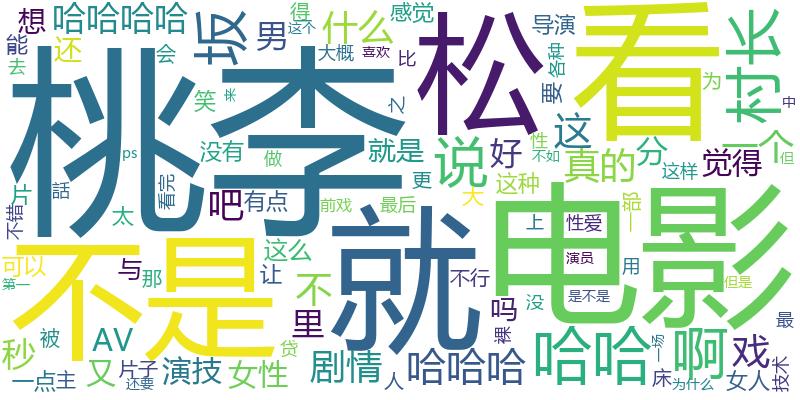 想 哈哈哈哈 坂 男 得 什么 感觉 导演 能
这个 大概 喜欢 比 各种 为 村长
去 还 会 笑 来 之 要 中
桃李 松 看
ps 没有 做 就是 说 好 这 真的 分 一个 但
片 話 看完 性 不如 这样 觉得
不错 太 吧 有点 前戏 最后 更 这种 大 部
不是 就 电影
可以 与 那 这么 让 不 不行 上 性爱 一 用
第一 里 吗 没 演员 是不是 但是 最
秒 被 AV 片子 演技 女性 贷 剧情 哈哈哈 裸 哈哈 啊 戏
一点 主 又 还要 人 一场 床 为什么 女人 技术